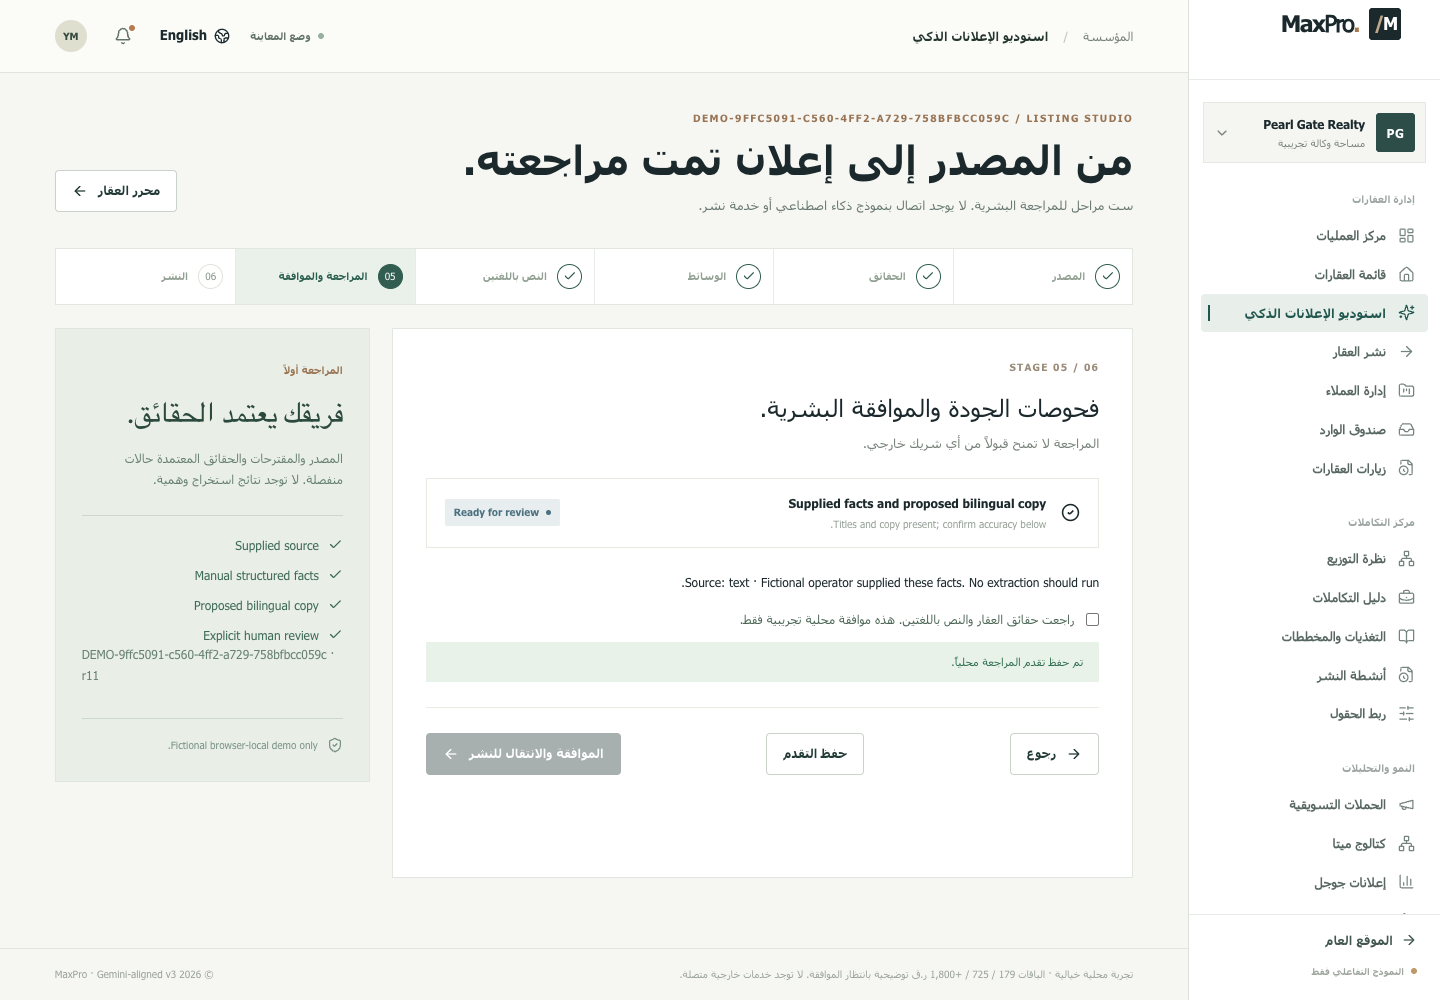 MaxPro.
/M
Pearl Gate Realty
مساحة وكالة تجريبية
PG
إدارة العقارات
مركز العمليات
قائمة العقارات
استوديو الإعلانات الذكي
نشر العقار
إدارة العملاء
صندوق الوارد
زيارات العقارات
مركز التكاملات
نظرة التوزيع
دليل التكاملات
التغذيات والمخططات
أنشطة النشر
ربط الحقول
النمو والتحليلات
الحملات التسويقية
كتالوج ميتا
إعلانات جوجل
الموقع العام
النموذج التفاعلي فقط
المؤسسة / استوديو الإعلانات الذكي
وضع المعاينة
English
YM
DEMO-9FFC5091-C560-4FF2-A729-758BFBCC059C / LISTING STUDIO
من المصدر إلى إعلان تمت مراجعته.
ست مراحل للمراجعة البشرية. لا يوجد اتصال بنموذج ذكاء اصطناعي أو خدمة نشر.
محرر العقار
المصدر
الحقائق
الوسائط
النص باللغتين
05 المراجعة والموافقة
06 النشر
STAGE 05 / 06
فحوصات الجودة والموافقة البشرية.
المراجعة لا تمنح قبولاً من أي شريك خارجي.
Supplied facts and proposed bilingual copy
.Titles and copy present; confirm accuracy below
Ready for review
.Source: text · Fictional operator supplied these facts. No extraction should run
راجعت حقائق العقار والنص باللغتين. هذه موافقة محلية تجريبية فقط.
تم حفظ تقدم المراجعة محلياً.
رجوع
حفظ التقدم
الموافقة والانتقال للنشر
المراجعة أولاً
فريقك يعتمد الحقائق.
المصدر والمقترحات والحقائق المعتمدة حالات
منفصلة. لا توجد نتائج استخراج وهمية.
Supplied source
Manual structured facts
Proposed bilingual copy
Explicit human review
DEMO-9ffc5091-c560-4ff2-a729-758bfbcc059c ·
r11
.Fictional browser-local demo only
تجربة محلية خيالية · الباقات 179 / 725 / +1,800 ر.ق توضيحية بانتظار الموافقة. لا توجد خدمات خارجية متصلة.
MaxPro · Gemini-aligned v3 2026 ©